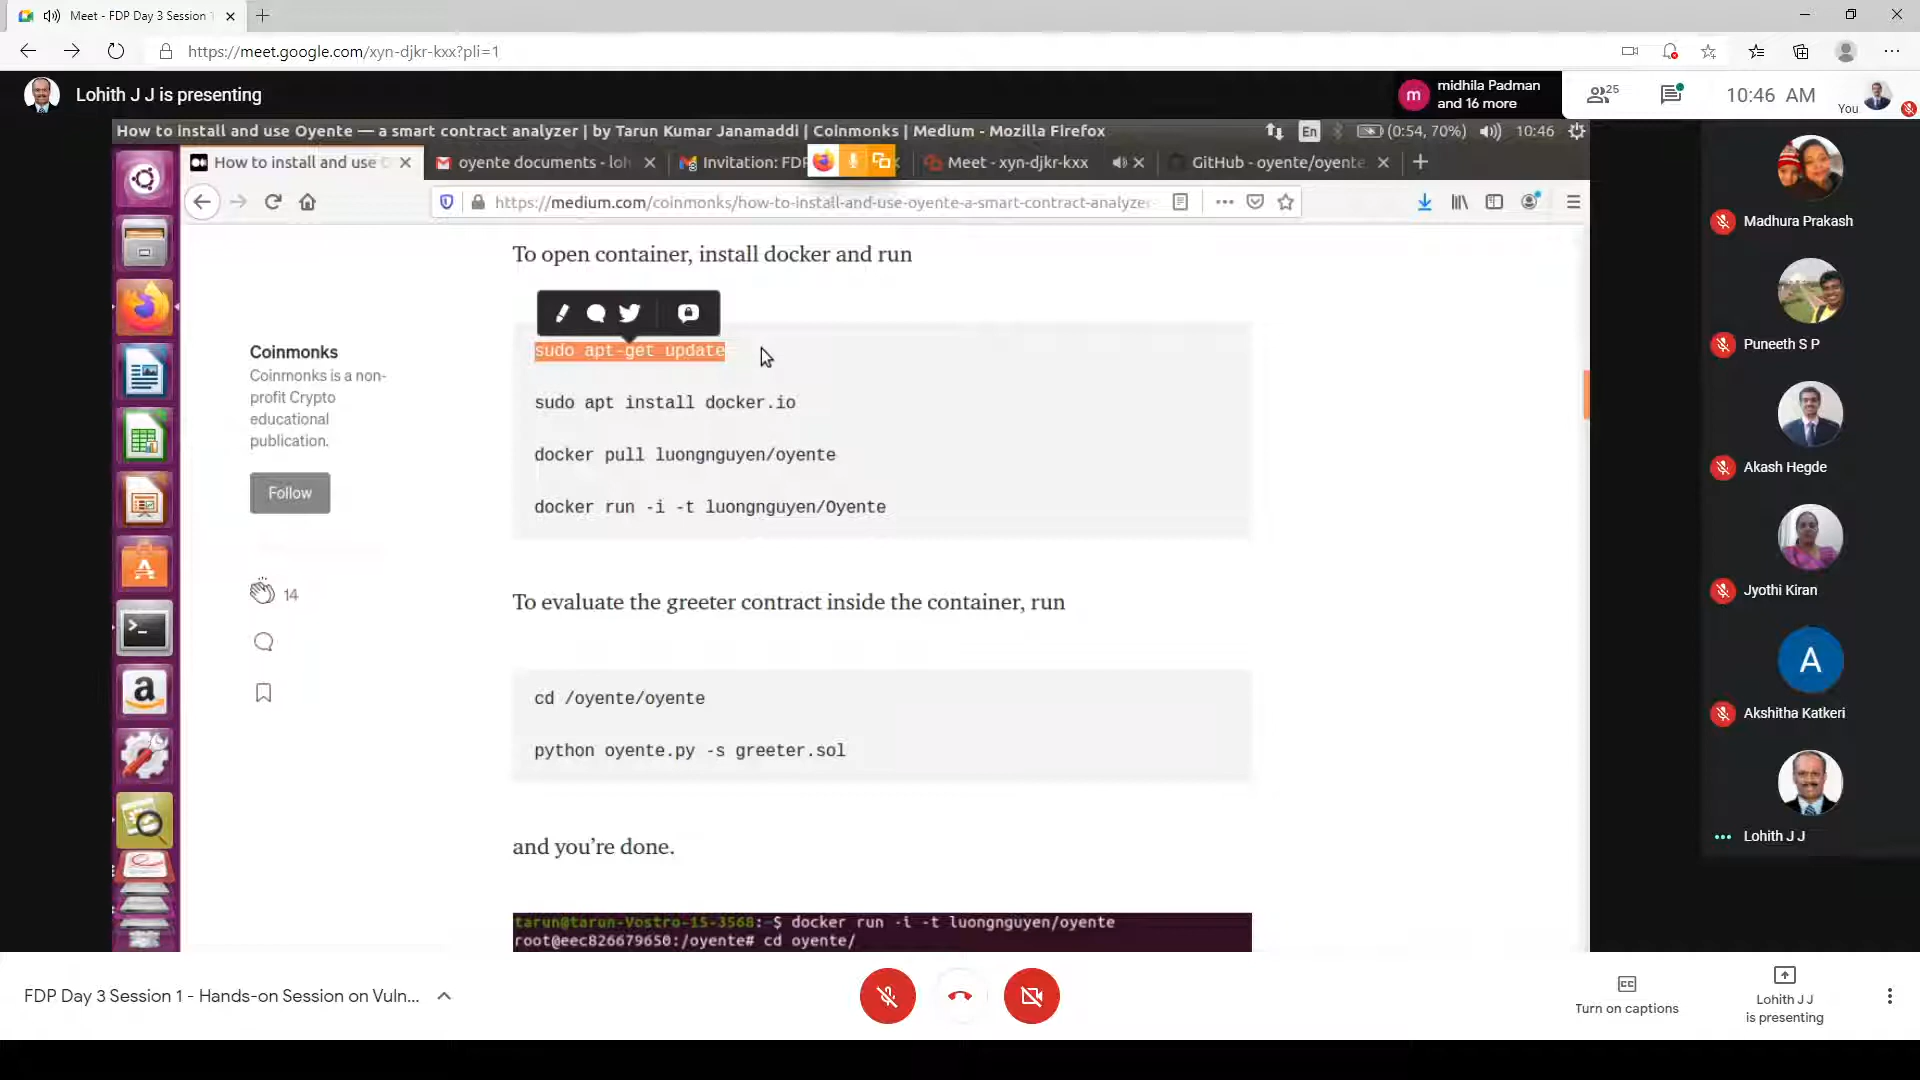 Meet - FDP Day 3 Session
https://meet.google.com/xyn-djkr-kxx?pli=1
Lohith J J is presenting
m
midhila Padman
and 16 more
25
10:46 AM
You
How to install and use Oyente — a smart contract analyzer | by Tarun Kumar Janamaddi | Coinmonks | Medium - Mozilla Firefox
En
(0:54, 70%)
10:46
How to install and use
oyente documents - loh
Invitation: FDP
Meet - xyn-djkr-kxx
GitHub - oyente/oyente
https://medium.com/coinmonks/how-to-install-and-use-oyente-a-smart-contract-analyze
To open container, install docker and run
sudo apt-get update
sudo apt install docker.io
docker pull luongnguyen/oyente
docker run -i -t luongnguyen/Oyente
Coinmonks
Coinmonks is a non-
profit Crypto
educational
publication.
Follow
14
To evaluate the greeter contract inside the container, run
cd /oyente/oyente
python oyente.py -s greeter.sol
and you’re done.
tarun@tarun-Vostro-15-3568:~$ docker run -i -t luongnguyen/oyente
root@eec826679650:/oyente# cd oyente/
Madhura Prakash
Puneeth S P
Akash Hegde
Jyothi Kiran
A
Akshitha Katkeri
Lohith J J
FDP Day 3 Session 1 - Hands-on Session on Vuln...
Turn on captions
Lohith J J
is presenting